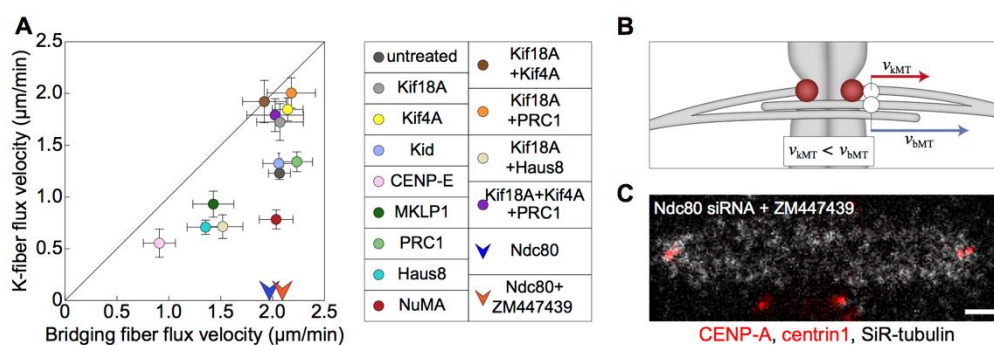 A
K-fiber flux velocity (µm/min)
2.5
2.0
1.5
1.0
0.5
0
0.5
1.0
1.5
2.0
2.5
Bridging fiber flux velocity (µm/min)
untreated
Kif18A
Kif4A
Kid
CENP-E
MKLP1
PRC1
Haus8
NuMA
Kif18A
+Kif4A
Kif18A
+PRC1
Kif18A
+Haus8
Kif18A+Kif4A
+PRC1
Ndc80
Ndc80+
ZM447439
B
vkMT
vkMT < vbMT
vbMT
C
Ndc80 siRNA + ZM447439
CENP-A, centrin1, SiR-tubulin